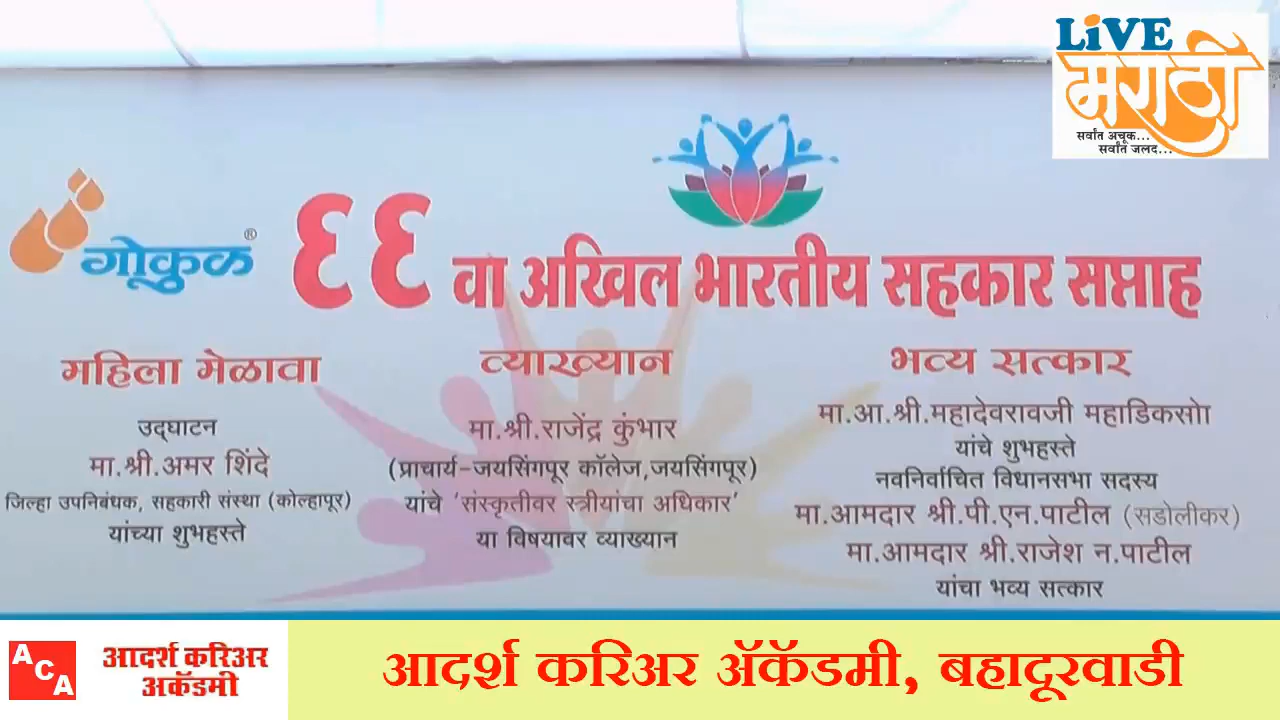 LiVE
मराठी
सर्वांत अचूक...
सर्वांत जलद...
गोकुळ®
६६ वा अखिल भारतीय सहकार सप्ताह
महिला मेळावा
उद्घाटन
मा.श्री.अमर शिंदे
जिल्हा उपनिबंधक, सहकारी संस्था (कोल्हापूर)
यांच्या शुभहस्ते
व्याख्यान
मा.श्री.राजेंद्र कुंभार
(प्राचार्य-जयसिंगपूर कॉलेज,जयसिंगपूर)
यांचे 'संस्कृतीवर स्त्रीयांचा अधिकार'
या विषयावर व्याख्यान
भव्य सत्कार
मा.आ.श्री.महादेवरावजी महाडिकसाे
यांचे शुभहस्ते
नवनिर्वाचित विधानसभा सदस्य
मा.आमदार श्री.पी.एन.पाटील (सडोलीकर)
मा.आमदार श्री.राजेश न.पाटील
यांचा भव्य सत्कार
ACA
आदर्श करिअर
अकॅडमी
आदर्श करिअर ॲकॅडमी, बहादूरवाडी